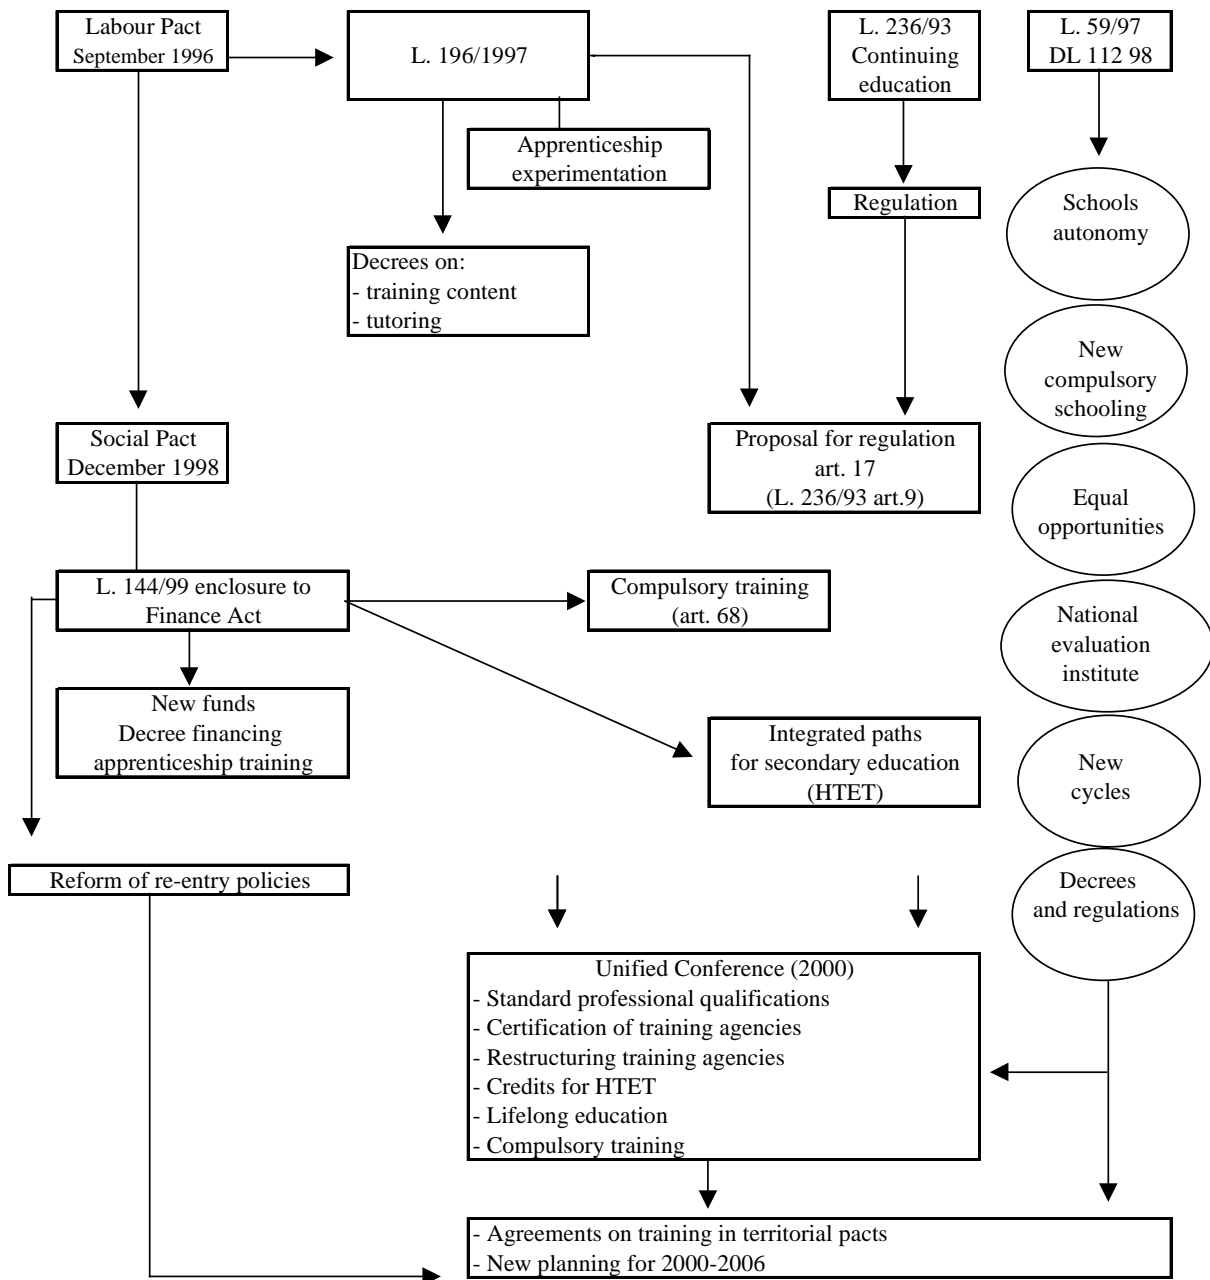 Labour Pact
September 1996
L. 196/1997
L. 236/93
Continuing
education
L. 59/97
DL 112 98
Apprenticeship
experimentation
Regulation
Schools
autonomy
Decrees on:
- training content
- tutoring
New
compulsory
schooling
Social Pact
December 1998
Proposal for regulation
art. 17
(L. 236/93 art.9)
Equal
opportunities
L. 144/99 enclosure to
Finance Act
Compulsory training
(art. 68)
National
evaluation
institute
New funds
Decree financing
apprenticeship training
Integrated paths
for secondary education
(HTET)
New
cycles
Reform of re-entry policies
Decrees
and regulations
Unified Conference (2000)
- Standard professional qualifications
- Certification of training agencies
- Restructuring training agencies
- Credits for HTET
- Lifelong education
- Compulsory training
- Agreements on training in territorial pacts
- New planning for 2000-2006